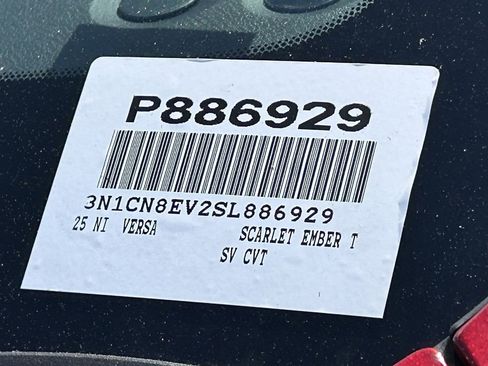 P886929
3N1CN8EV2SL886929
25 NI VERSA SCARLET EMBER T
SV CVT